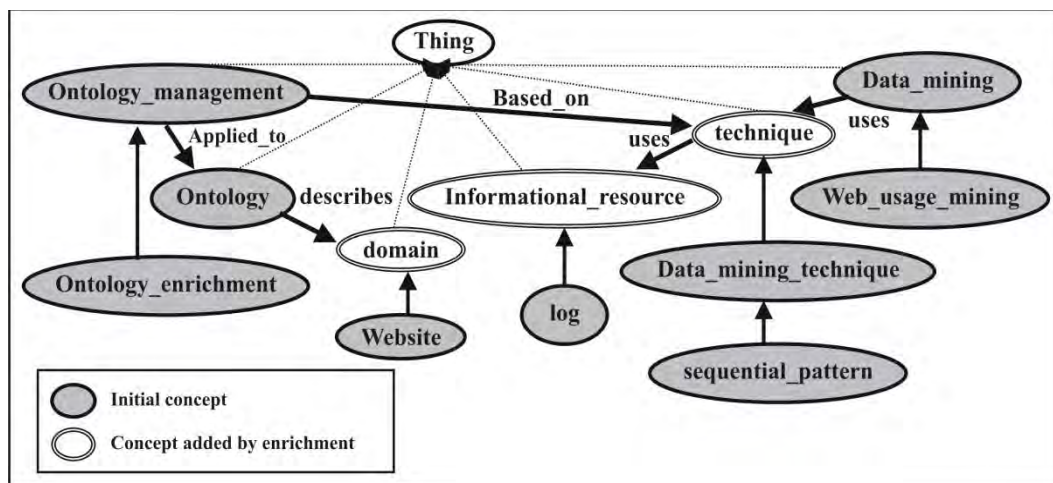 Thing
Ontology_management
Data_mining
Based_on
Applied_to
uses
technique
uses
Ontology
describes
Informational_resource
Web_usage_mining
domain
Ontology_enrichment
Data_mining_technique
log
Website
sequential_pattern
Initial concept
Concept added by enrichment